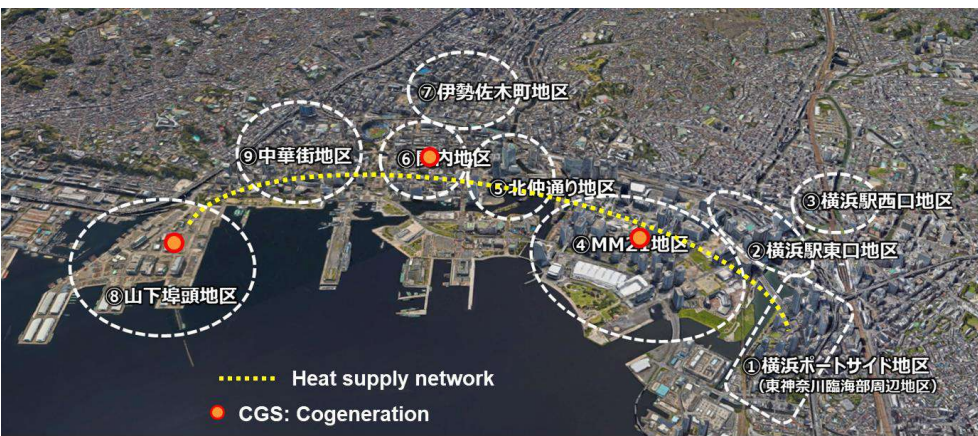 ⑦伊勢佐木町地区
⑨中華街地区
⑥関内地区
⑤北仲通り地区
③横浜駅西口地区
④MM21地区
②横浜駅東口地区
⑧山下埠頭地区
①横浜ポートサイド地区
(東神奈川臨海部周辺地区)
Heat supply network
CGS: Cogeneration